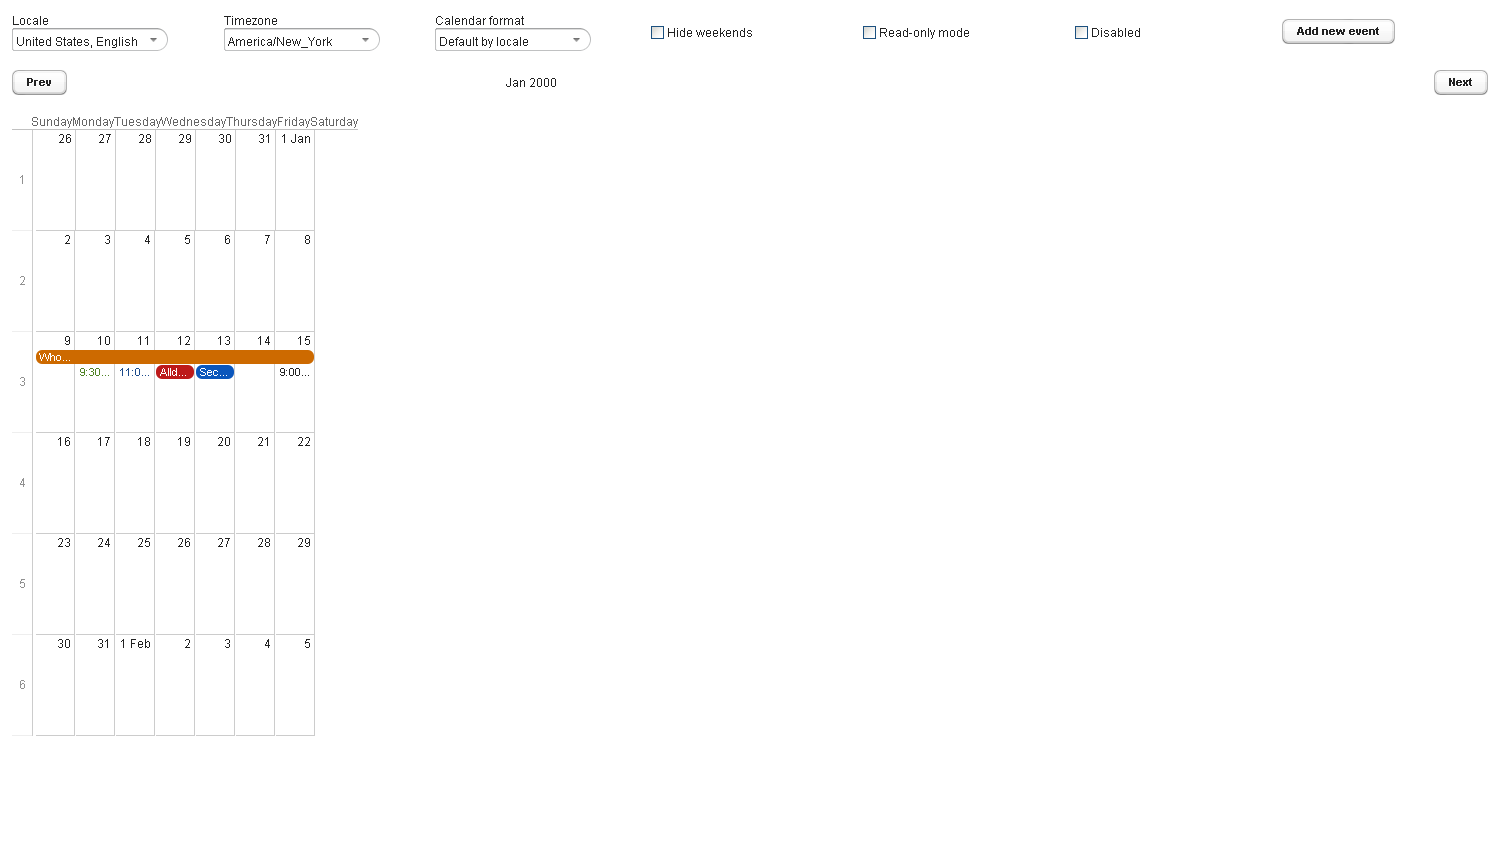 Locale
Timezone
Calendar format
United States, English
America/New_York
Default by locale
Hide weekends
Read-only mode
Disabled
Add new event
Prev
Jan 2000
Next
Sunday Monday Tuesday Wednesday Thursday Friday Saturday
26 27 28 29 30 31 1 Jan
1
2 3 4 5 6 7 8
2
9 10 11 12 13 14 15
Who...
9:30... 11:0... Alld... Sec... 9:00...
3
16 17 18 19 20 21 22
4
23 24 25 26 27 28 29
5
30 31 1 Feb 2 3 4 5
6